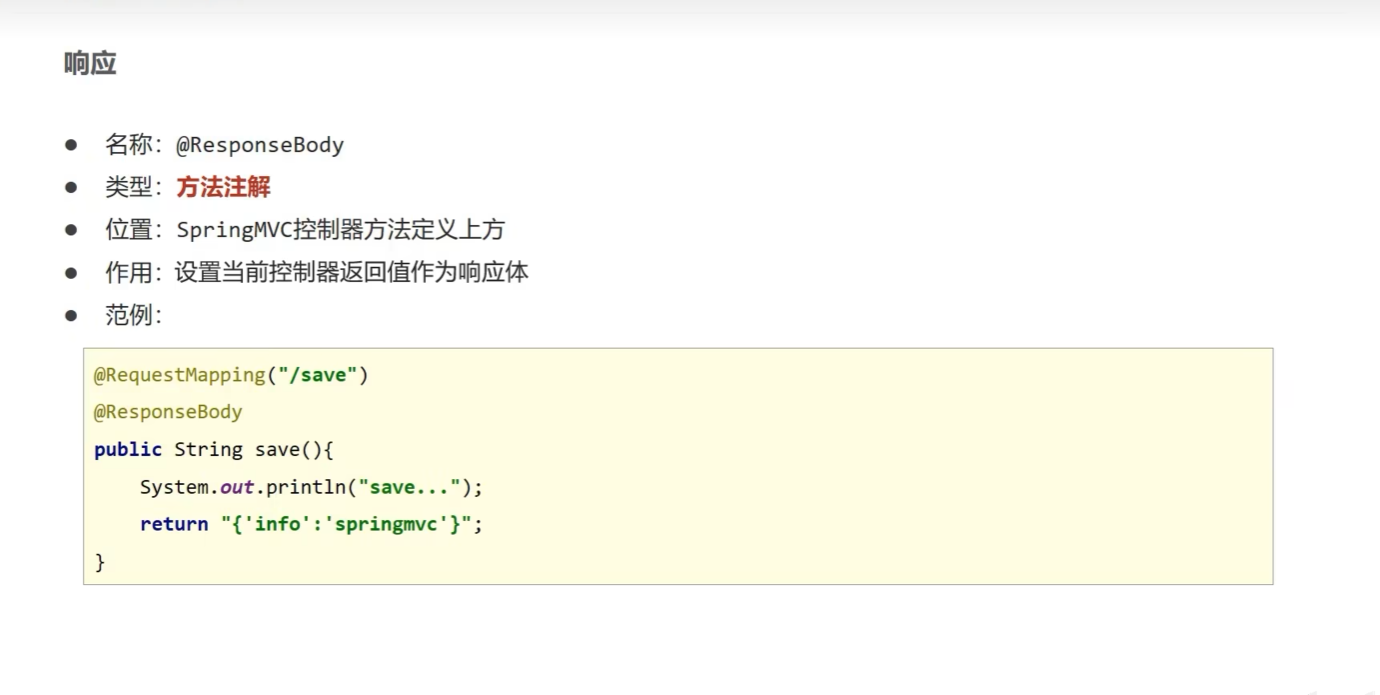 响应
● 名称：@ResponseBody
● 类型：方法注解
● 位置：SpringMVC控制器方法定义上方
● 作用：设置当前控制器返回值作为响应体
● 范例：
@RequestMapping("/save")
@ResponseBody
public String save(){
    System.out.println("save...");
    return "{'info':'springmvc'}";
}